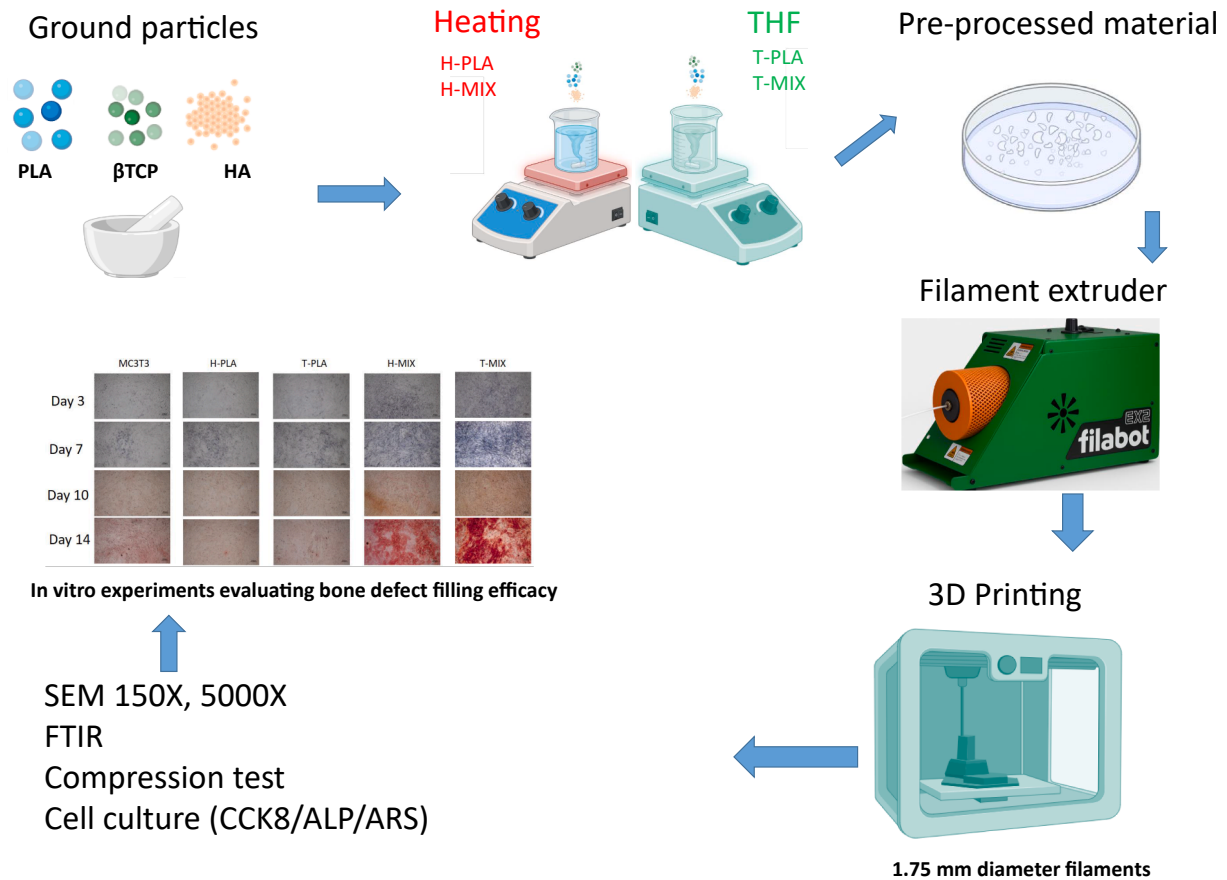 Ground particles
PLA
βTCP
HA
Heating
H-PLA
H-MIX
THF
T-PLA
T-MIX
Pre-processed material
Filament extruder
EX2
filabot
3D Printing
1.75 mm diameter filaments
SEM 150X, 5000X
FTIR
Compression test
Cell culture (CCK8/ALP/ARS)
MC3T3 H-PLA T-PLA H-MIX T-MIX
Day 3
Day 7
Day 10
Day 14
In vitro experiments evaluating bone defect filling efficacy